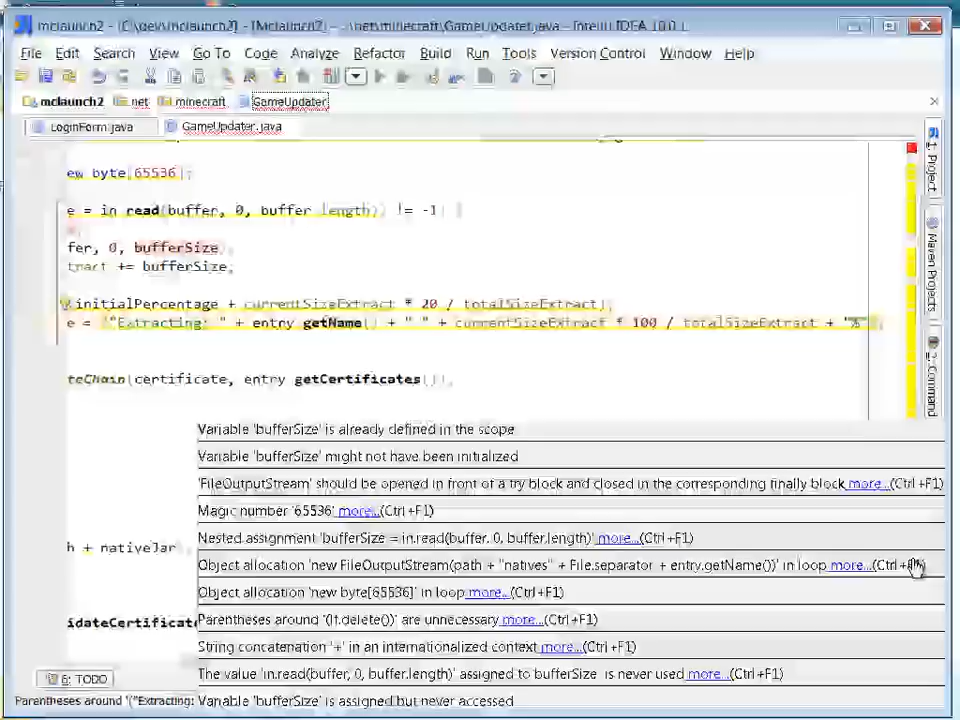 mclaunch2 - [C:\dev\mclaunch2] - [Mclaunch2] - ...\net\minecraft\GameUpdater.java - IntelliJ IDEA 10.0
File Edit Search View Go To Code Analyze Refactor Build Run Tools Version Control Window Help
mclaunch2 net minecraft GameUpdater
LoginForm.java GameUpdater.java
1: Project
Maven Projects
2: Command
ew byte[65536];
e = in read(buffer, 0, buffer length)) != -1)
fer, 0, bufferSize
tract += bufferSize;
initialPercentage + currentSizeExtract * 20 / totalSizeExtract);
e = ("Extracting: " + entry getName() + " " + currentSizeExtract * 100 / totalSizeExtract + "%");
teChain(certificate, entry getCertificates());
h + nativeJar
idateCertificate
Variable 'bufferSize' is already defined in the scope
Variable 'bufferSize' might not have been initialized
'FileOutputStream' should be opened in front of a try block and closed in the corresponding finally block more...(Ctrl+F1)
Magic number '65536' more...(Ctrl+F1)
Nested assignment 'bufferSize = in.read(buffer, 0, buffer.length)' more...(Ctrl+F1)
Object allocation 'new FileOutputStream(path + "natives" + File.separator + entry.getName())' in loop more...(Ctrl+F1)
Object allocation 'new byte[65536]' in loop more...(Ctrl+F1)
Parentheses around '(!f.delete())' are unnecessary more...(Ctrl+F1)
String concatenation '+' in an internationalized context more...(Ctrl+F1)
The value 'in.read(buffer, 0, buffer.length)' assigned to bufferSize is never used more...(Ctrl+F1)
Variable 'bufferSize' is assigned but never accessed
6: TODO
Parentheses around '("Extracting: